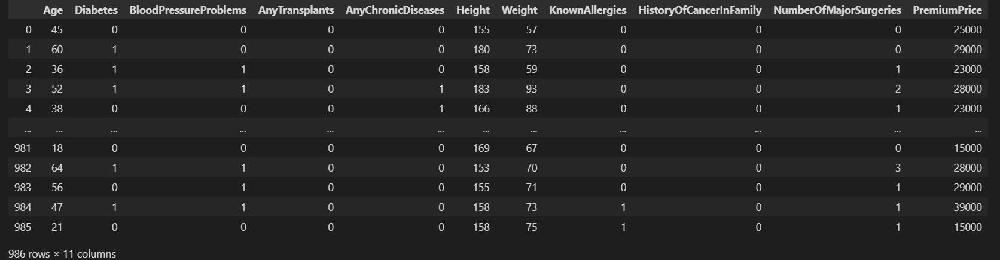 Age Diabetes BloodPressureProblems AnyTransplants AnyChronicDiseases Height Weight KnownAllergies HistoryOfCancerInFamily NumberOfMajorSurgeries PremiumPrice
0 45 0 0 0 0 155 57 0 0 0 25000
1 60 1 0 0 0 180 73 0 0 0 29000
2 36 1 1 0 0 158 59 0 0 1 23000
3 52 1 1 0 1 183 93 0 0 2 28000
4 38 0 0 0 1 166 88 0 0 1 23000
... ... ... ... ... ... ... ... ... ... ... ...
981 18 0 0 0 0 169 67 0 0 0 15000
982 64 1 1 0 0 153 70 0 0 3 28000
983 56 0 1 0 0 155 71 0 0 1 29000
984 47 1 1 0 0 158 73 1 0 1 39000
985 21 0 0 0 0 158 75 1 0 1 15000
986 rows × 11 columns